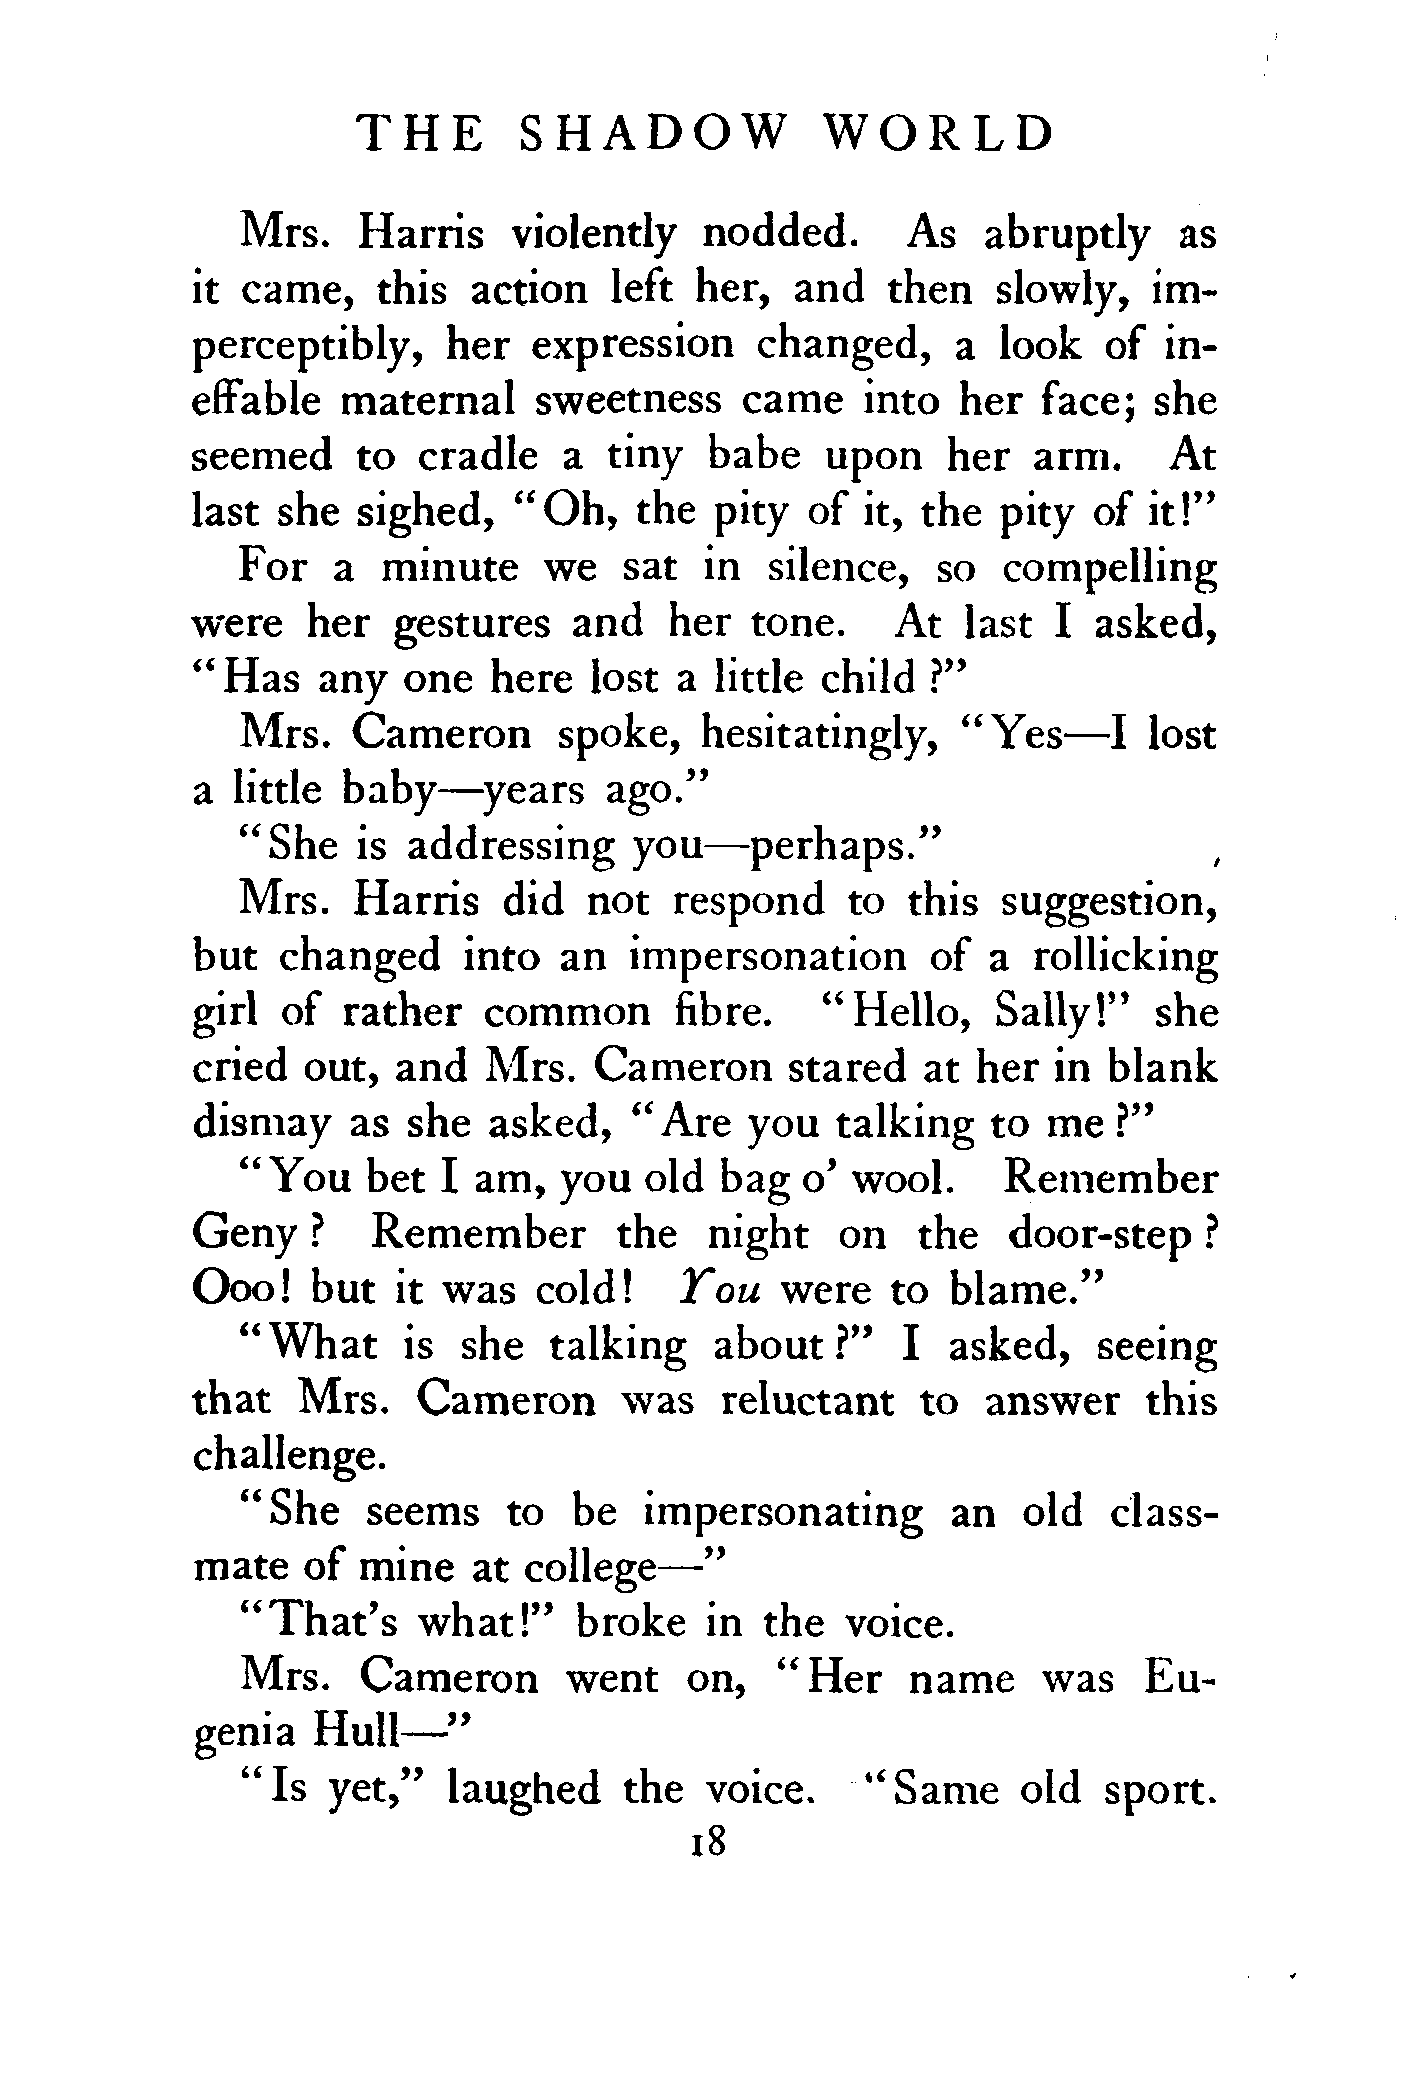 THE SHADOW WORLD
Mrs. Harris violently nodded. As abruptly as
it came, this action left her, and then slowly, im-
perceptibly, her expression changed, a look of in-
effable maternal sweetness came into her face; she
seemed to cradle a tiny babe upon her arm. At
last she sighed, “Oh, the pity of it, the pity of it!”
For a minute we sat in silence, so compelling
were her gestures and her tone. At last I asked,
“Has any one here lost a little child?”
Mrs. Cameron spoke, hesitatingly, “Yes—I lost
a little baby—years ago.”
“She is addressing you—perhaps.”
Mrs. Harris did not respond to this suggestion,
but changed into an impersonation of a rollicking
girl of rather common fibre. “Hello, Sally!” she
cried out, and Mrs. Cameron stared at her in blank
dismay as she asked, “Are you talking to me?”
“You bet I am, you old bag o’ wool. Remember
Geny? Remember the night on the door-step?
Ooo! but it was cold! You were to blame.”
“What is she talking about?” I asked, seeing
that Mrs. Cameron was reluctant to answer this
challenge.
“She seems to be impersonating an old class-
mate of mine at college—”
“That’s what!” broke in the voice.
Mrs. Cameron went on, “Her name was Eu-
genia Hull—”
“Is yet,” laughed the voice. “Same old sport.
18